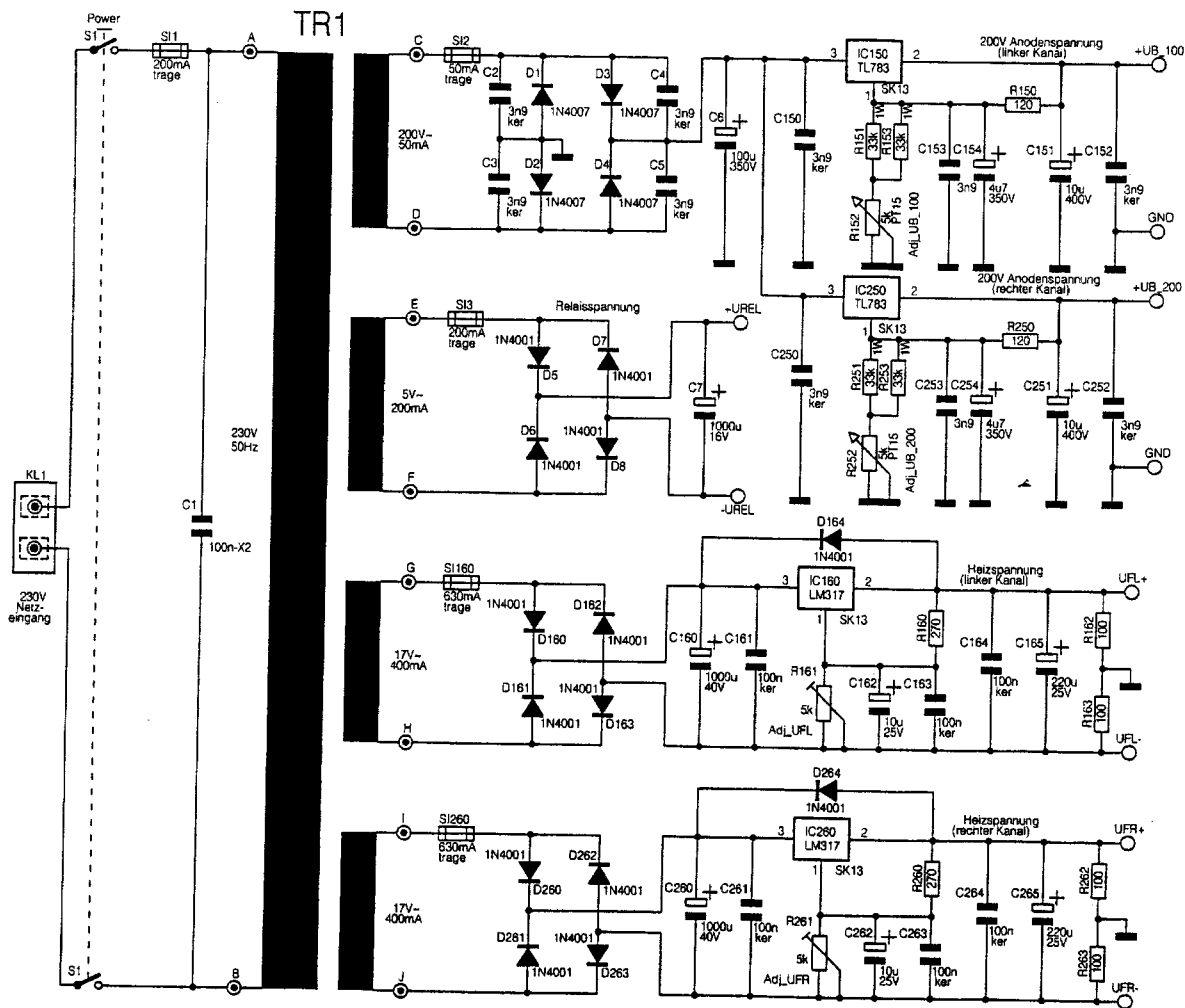 TR1
Power
S1
SI1
200mA
trage
A
C
SI2
50mA
trage
C2
3n9
ker
D1
1N4007
D3
1N4007
C4
3n9
ker
200V~
50mA
C3
3n9
ker
D2
1N4007
D4
1N4007
C5
3n9
ker
D
C6
100u
350V
C150
3n9
ker
3
IC150
TL783
2
1
SK13
200V Anodenspannung
(linker Kanal)
+UB_100
R150
120
1W
R151
33k
1W
R153
33k
C153
3n9
C154
4u7
350V
C151
10u
400V
C152
3n9
ker
R152
5k
PT15
Adj_UB_100
GND
E
SI3
200mA
trage
Relaisspannung
+UREL
1N4001
D5
D7
1N4001
5V~
200mA
D6
1N4001
1N4001
D8
C7
1000u
16V
F
-UREL
C250
3n9
ker
3
IC250
TL783
2
1
SK13
200V Anodenspannung
(rechter Kanal)
+UB_200
R250
120
1W
R251
33k
1W
R253
33k
C253
3n9
C254
4u7
350V
C251
10u
400V
C252
3n9
ker
R252
5k
PT15
Adj_UB_200
GND
230V
50Hz
KL1
C1
100n-X2
230V
Netz-
eingang
G
SI160
630mA
trage
1N4001
D160
D162
1N4001
17V~
400mA
D161
1N4001
1N4001
D163
H
D164
1N4001
3
IC160
LM317
2
1
SK13
Heizspannung
(linker Kanal)
UFL+
C160
1000u
40V
C161
100n
ker
R160
270
R161
5k
Adj_UFL
C162
10u
25V
C163
100n
ker
C164
100n
ker
C165
220u
25V
R162
100
R163
100
UFL-
I
SI260
630mA
trage
1N4001
D260
D262
1N4001
17V~
400mA
D261
1N4001
1N4001
D263
J
D264
1N4001
3
IC260
LM317
2
1
SK13
Heizspannung
(rechter Kanal)
UFR+
C260
1000u
40V
C261
100n
ker
R260
270
R261
5k
Adj_UFR
C262
10u
25V
C263
100n
ker
C264
100n
ker
C265
220u
25V
R262
100
R263
100
UFR-
S1
B